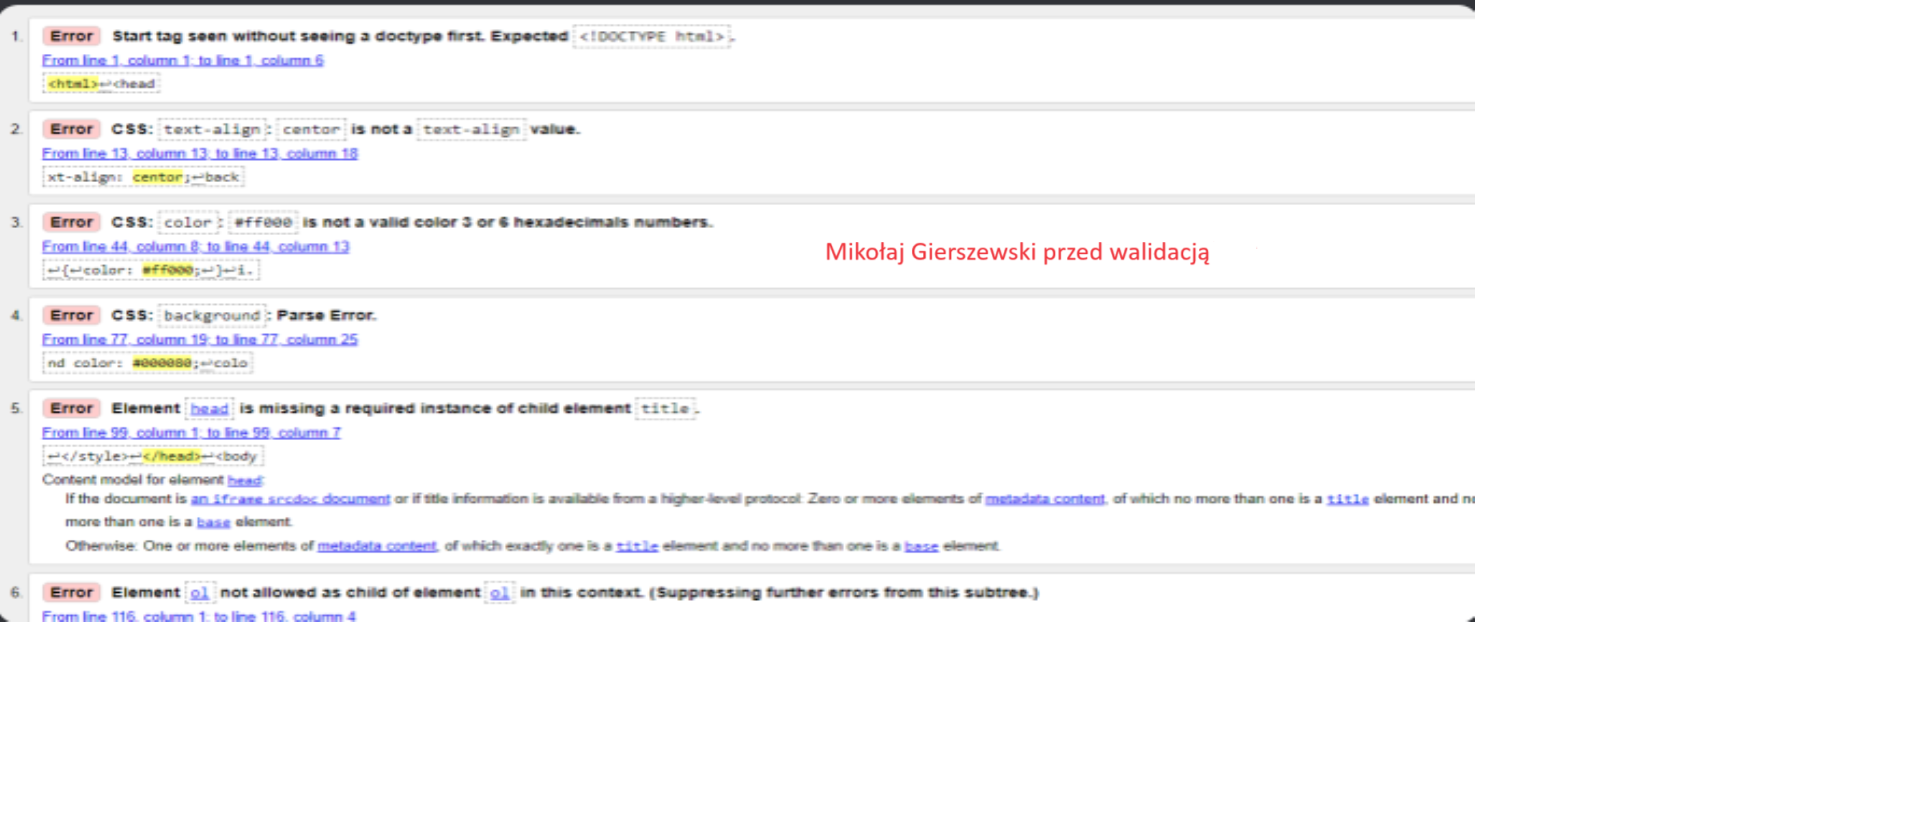 1. Error Start tag seen without seeing a doctype first. Expected <!DOCTYPE html>.
From line 1, column 1; to line 1, column 6
<html>↩<head
2. Error CSS: text-align: centor is not a text-align value.
From line 13, column 13; to line 13, column 18
xt-align: centor;↩back
3. Error CSS: color: #ff000 is not a valid color 3 or 6 hexadecimals numbers.
From line 44, column 8; to line 44, column 13
↩{↩color: #ff000;↩}↩i.
Mikołaj Gierszewski przed walidacją
4. Error CSS: background: Parse Error.
From line 77, column 19; to line 77, column 25
nd color: #000080;↩colo
5. Error Element head is missing a required instance of child element title.
From line 99, column 1; to line 99, column 7
↩</style>↩</head>↩<body
Content model for element head:
If the document is an iframe srcdoc document or if title information is available from a higher-level protocol: Zero or more elements of metadata content, of which no more than one is a title element and no
more than one is a base element.
Otherwise: One or more elements of metadata content, of which exactly one is a title element and no more than one is a base element.
6. Error Element ol not allowed as child of element ol in this context. (Suppressing further errors from this subtree.)
From line 116, column 1; to line 116, column 4